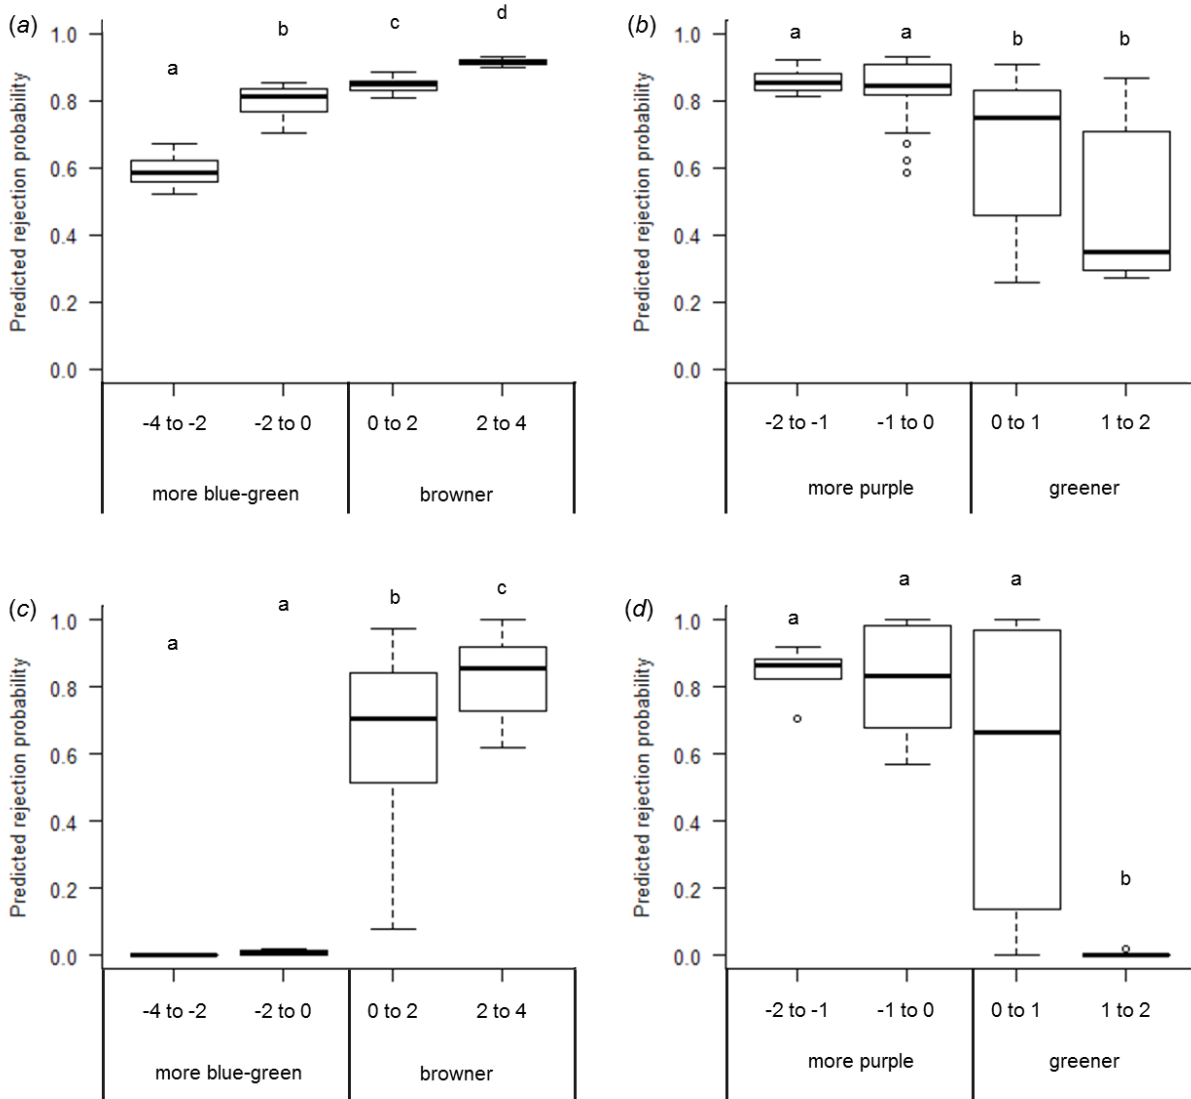 (a)
a
b
c
d
1.0
0.8
0.6
0.4
0.2
0.0
Predicted rejection probability
-4 to -2
-2 to 0
0 to 2
2 to 4
more blue-green
browner
(b)
a
a
b
b
1.0
0.8
0.6
0.4
0.2
0.0
Predicted rejection probability
-2 to -1
-1 to 0
0 to 1
1 to 2
more purple
greener
(c)
a
a
b
c
1.0
0.8
0.6
0.4
0.2
0.0
Predicted rejection probability
-4 to -2
-2 to 0
0 to 2
2 to 4
more blue-green
browner
(d)
a
a
a
b
1.0
0.8
0.6
0.4
0.2
0.0
Predicted rejection probability
-2 to -1
-1 to 0
0 to 1
1 to 2
more purple
greener